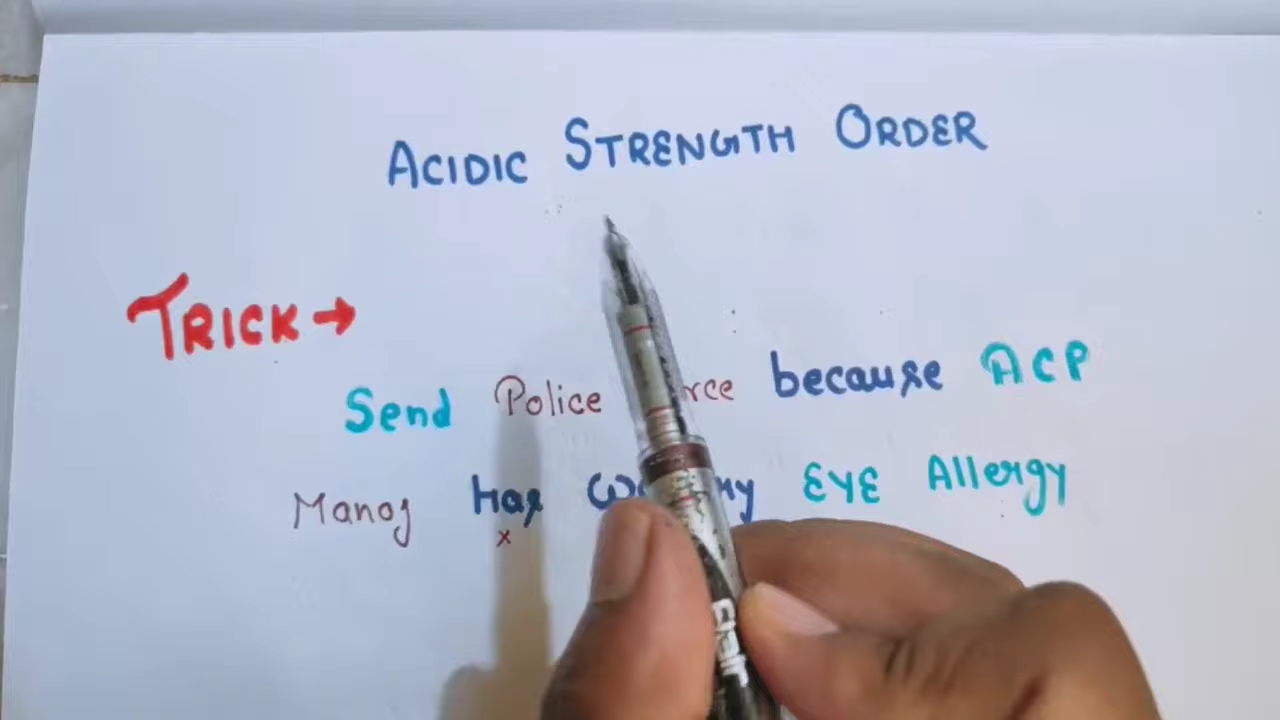 ACIDIC STRENGTH ORDER
TRICK →
Send Police because ACP
Manoj Has EYE Allergy
x